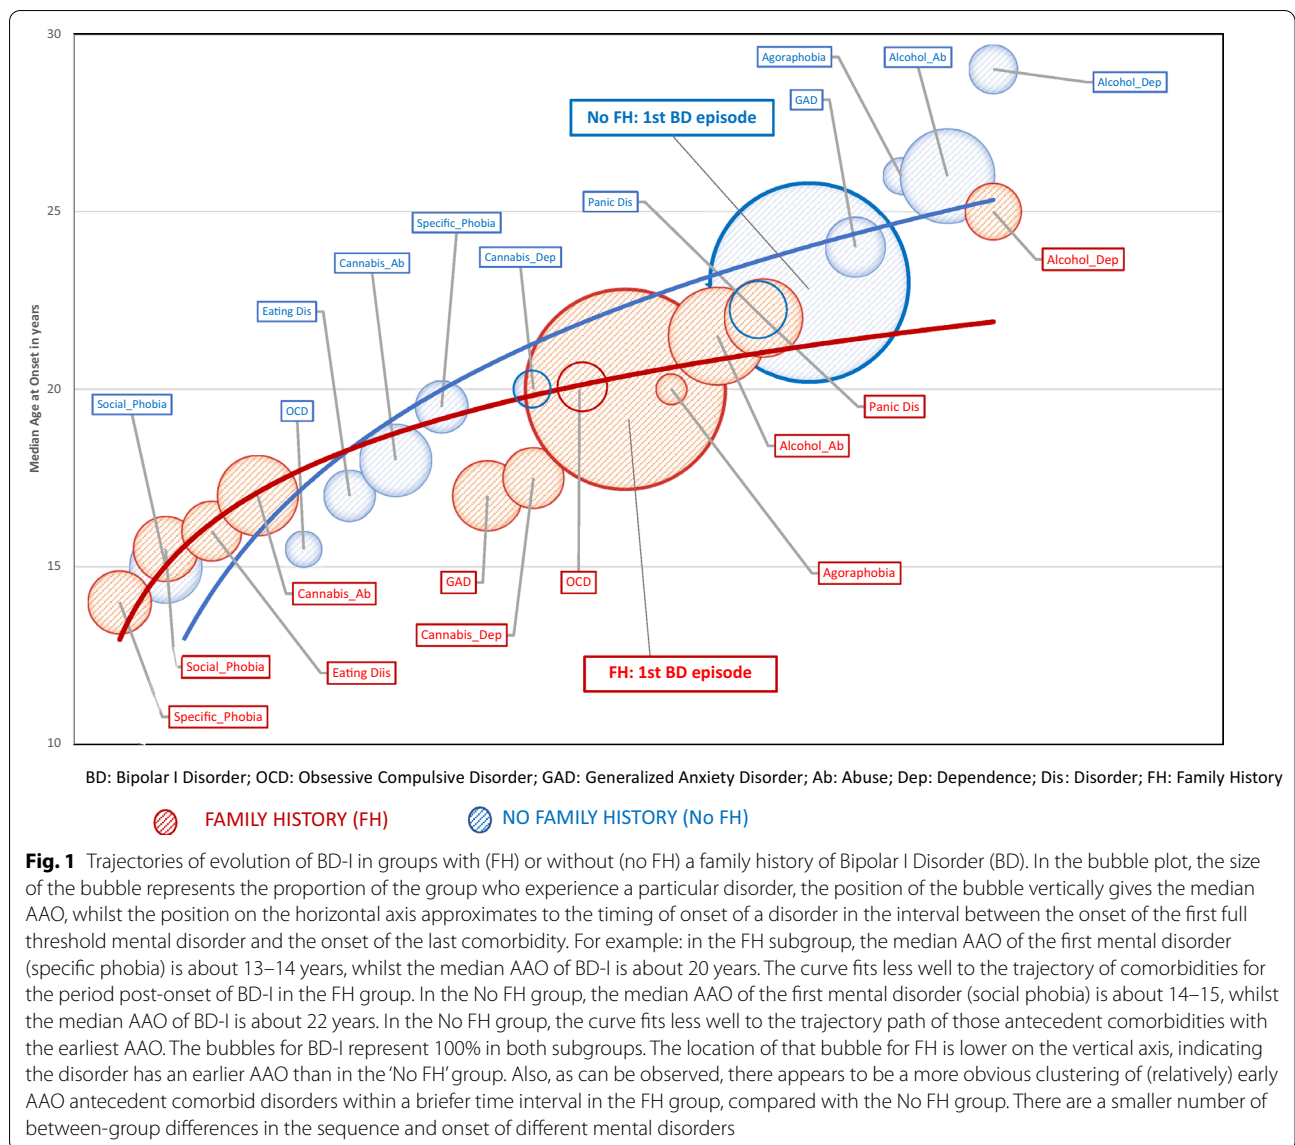 30
25
20
15
10
Median Age at Onset in years
Agoraphobia
Alcohol_Ab
Alcohol_Dep
GAD
No FH: 1st BD episode
Panic Dis
Specific_Phobia
Cannabis_Dep
Cannabis_Ab
Eating Dis
Social_Phobia
OCD
Alcohol_Dep
Panic Dis
Alcohol_Ab
Agoraphobia
GAD
OCD
Cannabis_Ab
Cannabis_Dep
Social_Phobia
Eating Diis
FH: 1st BD episode
Specific_Phobia
BD: Bipolar I Disorder; OCD: Obsessive Compulsive Disorder; GAD: Generalized Anxiety Disorder; Ab: Abuse; Dep: Dependence; Dis: Disorder; FH: Family History
FAMILY HISTORY (FH)
NO FAMILY HISTORY (No FH)
Fig. 1 Trajectories of evolution of BD-I in groups with (FH) or without (no FH) a family history of Bipolar I Disorder (BD). In the bubble plot, the size
of the bubble represents the proportion of the group who experience a particular disorder, the position of the bubble vertically gives the median
AAO, whilst the position on the horizontal axis approximates to the timing of onset of a disorder in the interval between the onset of the first full
threshold mental disorder and the onset of the last comorbidity. For example: in the FH subgroup, the median AAO of the first mental disorder
(specific phobia) is about 13–14 years, whilst the median AAO of BD-I is about 20 years. The curve fits less well to the trajectory of comorbidities for
the period post-onset of BD-I in the FH group. In the No FH group, the median AAO of the first mental disorder (social phobia) is about 14–15, whilst
the median AAO of BD-I is about 22 years. In the No FH group, the curve fits less well to the trajectory path of those antecedent comorbidities with
the earliest AAO. The bubbles for BD-I represent 100% in both subgroups. The location of that bubble for FH is lower on the vertical axis, indicating
the disorder has an earlier AAO than in the ‘No FH’ group. Also, as can be observed, there appears to be a more obvious clustering of (relatively) early
AAO antecedent comorbid disorders within a briefer time interval in the FH group, compared with the No FH group. There are a smaller number of
between-group differences in the sequence and onset of different mental disorders